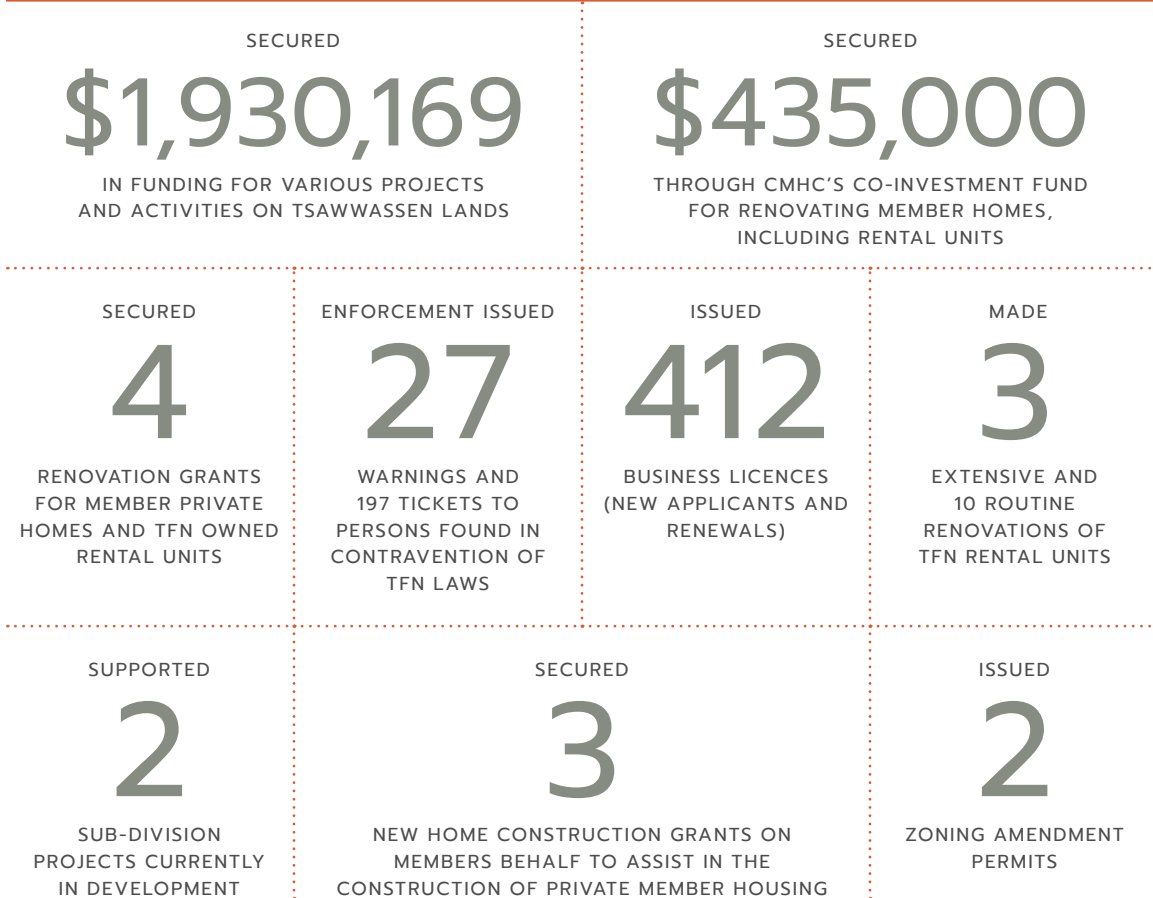 SECURED
$1,930,169
IN FUNDING FOR VARIOUS PROJECTS
AND ACTIVITIES ON TSAWWASSEN LANDS
SECURED
$435,000
THROUGH CMHC’S CO-INVESTMENT FUND
FOR RENOVATING MEMBER HOMES,
INCLUDING RENTAL UNITS
SECURED
4
RENOVATION GRANTS
FOR MEMBER PRIVATE
HOMES AND TFN OWNED
RENTAL UNITS
ENFORCEMENT ISSUED
27
WARNINGS AND
197 TICKETS TO
PERSONS FOUND IN
CONTRAVENTION OF
TFN LAWS
ISSUED
412
BUSINESS LICENCES
(NEW APPLICANTS AND
RENEWALS)
MADE
3
EXTENSIVE AND
10 ROUTINE
RENOVATIONS OF
TFN RENTAL UNITS
SUPPORTED
2
SUB-DIVISION
PROJECTS CURRENTLY
IN DEVELOPMENT
SECURED
3
NEW HOME CONSTRUCTION GRANTS ON
MEMBERS BEHALF TO ASSIST IN THE
CONSTRUCTION OF PRIVATE MEMBER HOUSING
ISSUED
2
ZONING AMENDMENT
PERMITS